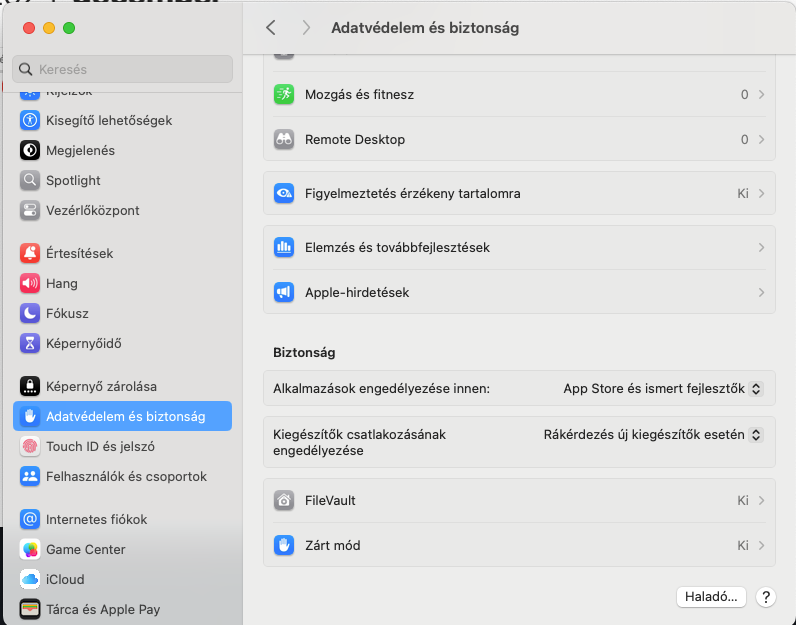 Adatvédelem és biztonság
Keresés
Kijelzők
Kisegítő lehetőségek
Megjelenés
Spotlight
Vezérlőközpont
Értesítések
Hang
Fókusz
Képernyőidő
Képernyő zárolása
Adatvédelem és biztonság
Touch ID és jelszó
Felhasználók és csoportok
Internetes fiókok
Game Center
iCloud
Tárca és Apple Pay
Mozgás és fitnesz 0
Remote Desktop 0
Figyelmeztetés érzékeny tartalomra Ki
Elemzés és továbbfejlesztések
Apple-hirdetések
Biztonság
Alkalmazások engedélyezése innen: App Store és ismert fejlesztők
Kiegészítők csatlakozásának Rákérdezés új kiegészítők esetén
engedélyezése
FileVault Ki
Zárt mód Ki
Haladó... ?